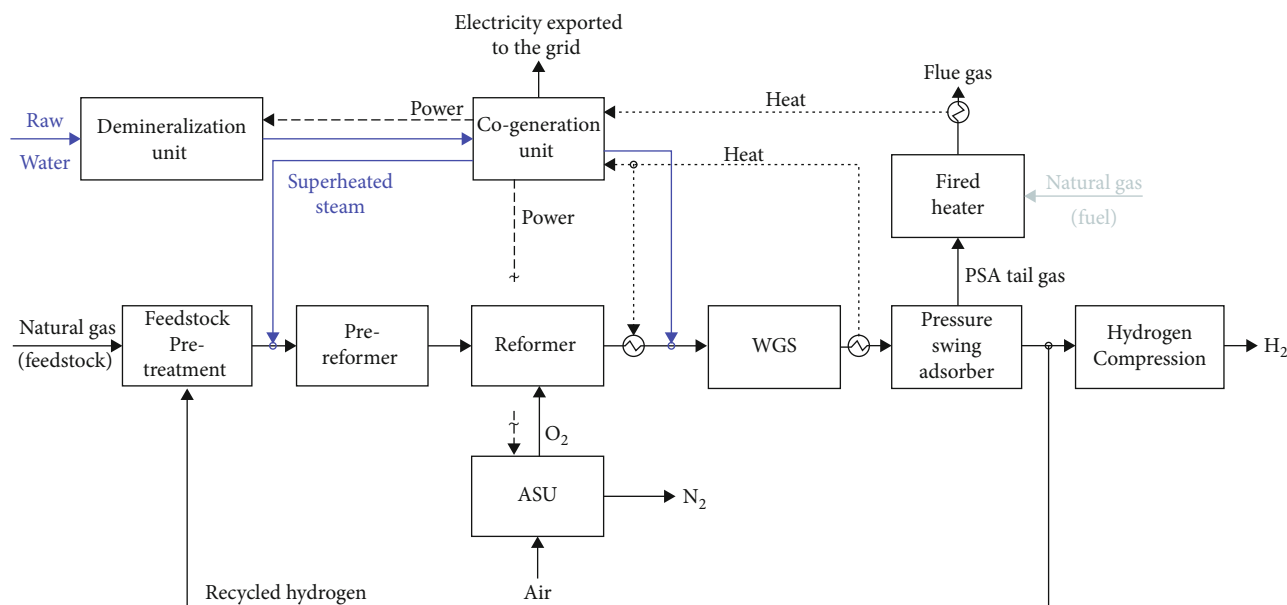 Electricity exported
to the grid
Flue gas
Heat
Power
Raw
Water
Demineralization
unit
Co-generation
unit
Heat
Superheated
steam
Power
Fired
heater
Natural gas
(fuel)
PSA tail gas
Natural gas
(feedstock)
Feedstock
Pre-
treatment
Pre-
reformer
Reformer
WGS
Pressure
swing
adsorber
Hydrogen
Compression
H2
~
~
O2
ASU
N2
Recycled hydrogen
Air